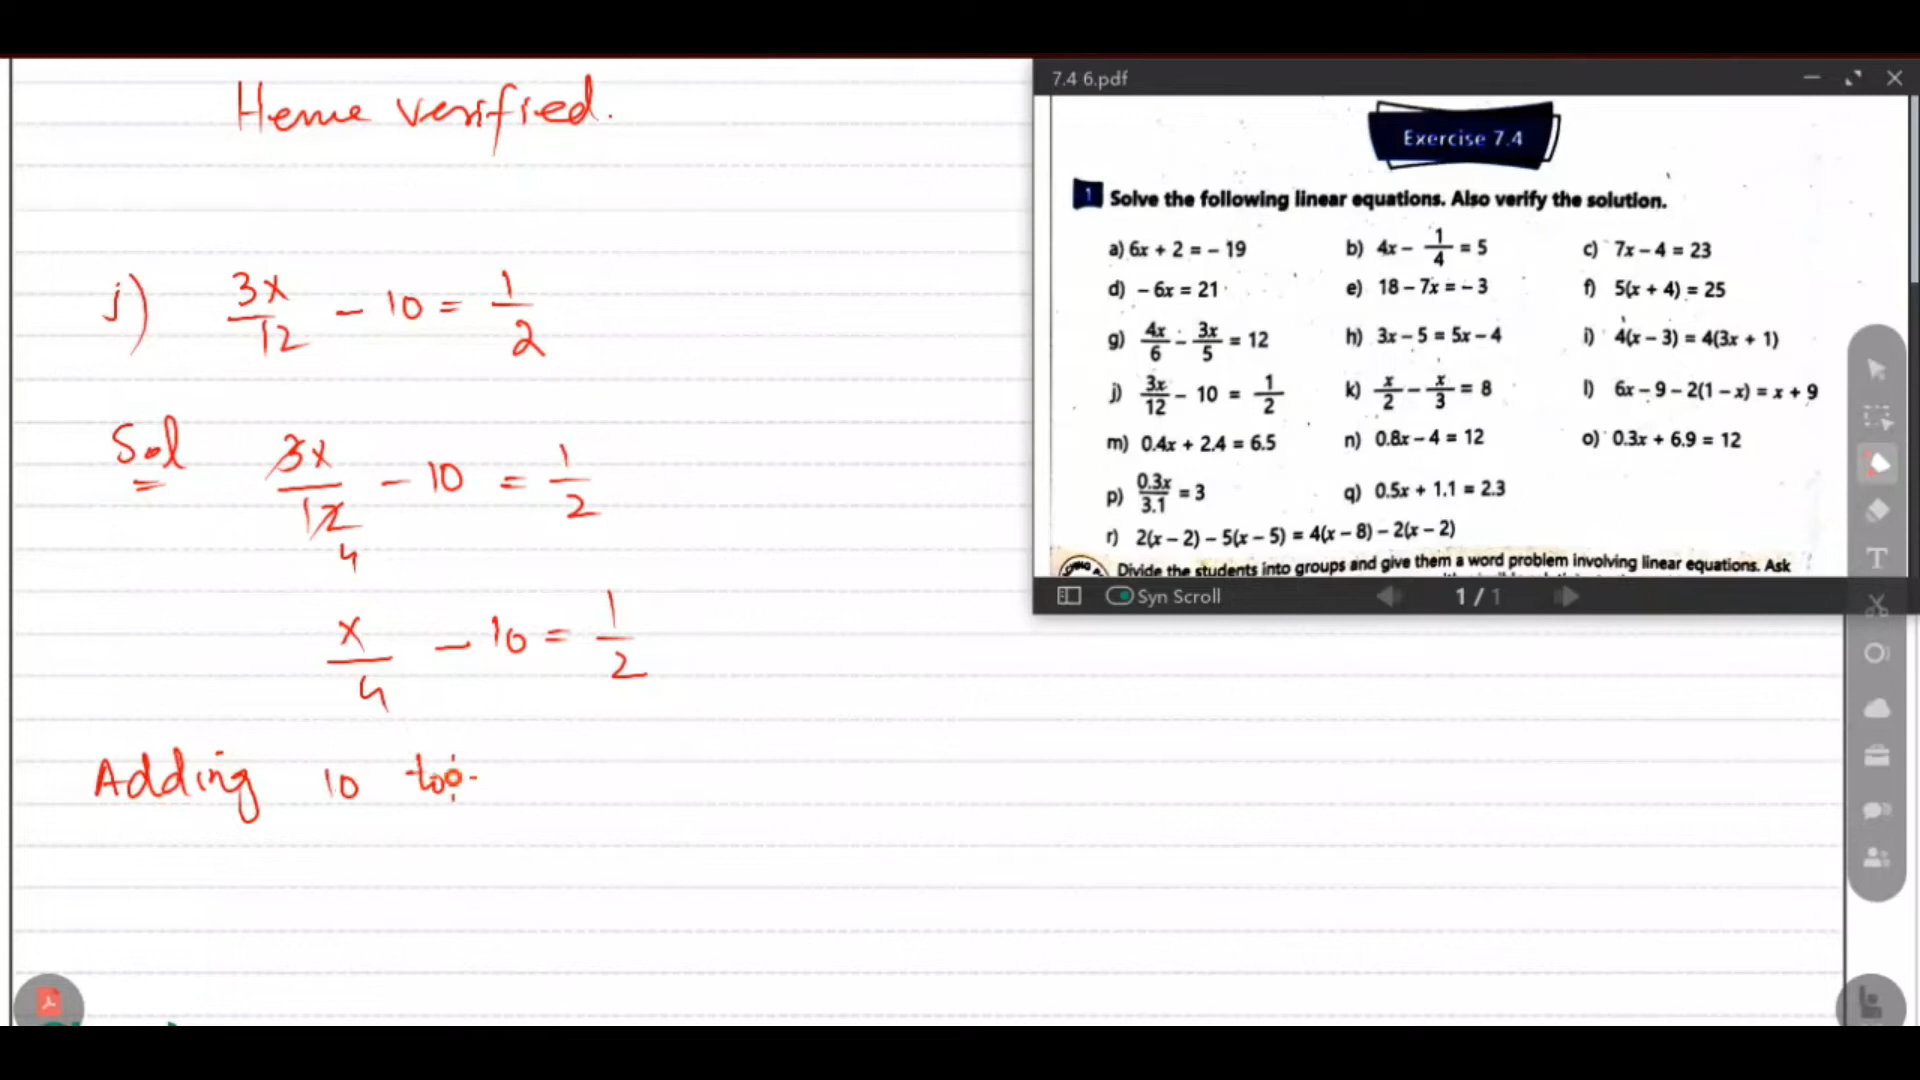 Hence verified.
j) 3x/12 - 10 = 1/2
Sol 3x/12 - 10 = 1/2
4
x/4 - 10 = 1/2
Adding 10 to
7.4 6.pdf
Exercise 7.4
1 Solve the following linear equations. Also verify the solution.
a) 6x + 2 = – 19 b) 4x – 1/4 = 5 c) 7x – 4 = 23
d) – 6x = 21 e) 18 – 7x = – 3 f) 5(x + 4) = 25
g) 4x/6 – 3x/5 = 12 h) 3x – 5 = 5x – 4 i) 4(x – 3) = 4(3x + 1)
j) 3x/12 – 10 = 1/2 k) x/2 – x/3 = 8 l) 6x – 9 – 2(1 – x) = x + 9
m) 0.4x + 2.4 = 6.5 n) 0.8x – 4 = 12 o) 0.3x + 6.9 = 12
p) 0.3x/3.1 = 3 q) 0.5x + 1.1 = 2.3
r) 2(x – 2) – 5(x – 5) = 4(x – 8) – 2(x – 2)
Divide the students into groups and give them a word problem involving linear equations. Ask
Syn Scroll 1 / 1
T